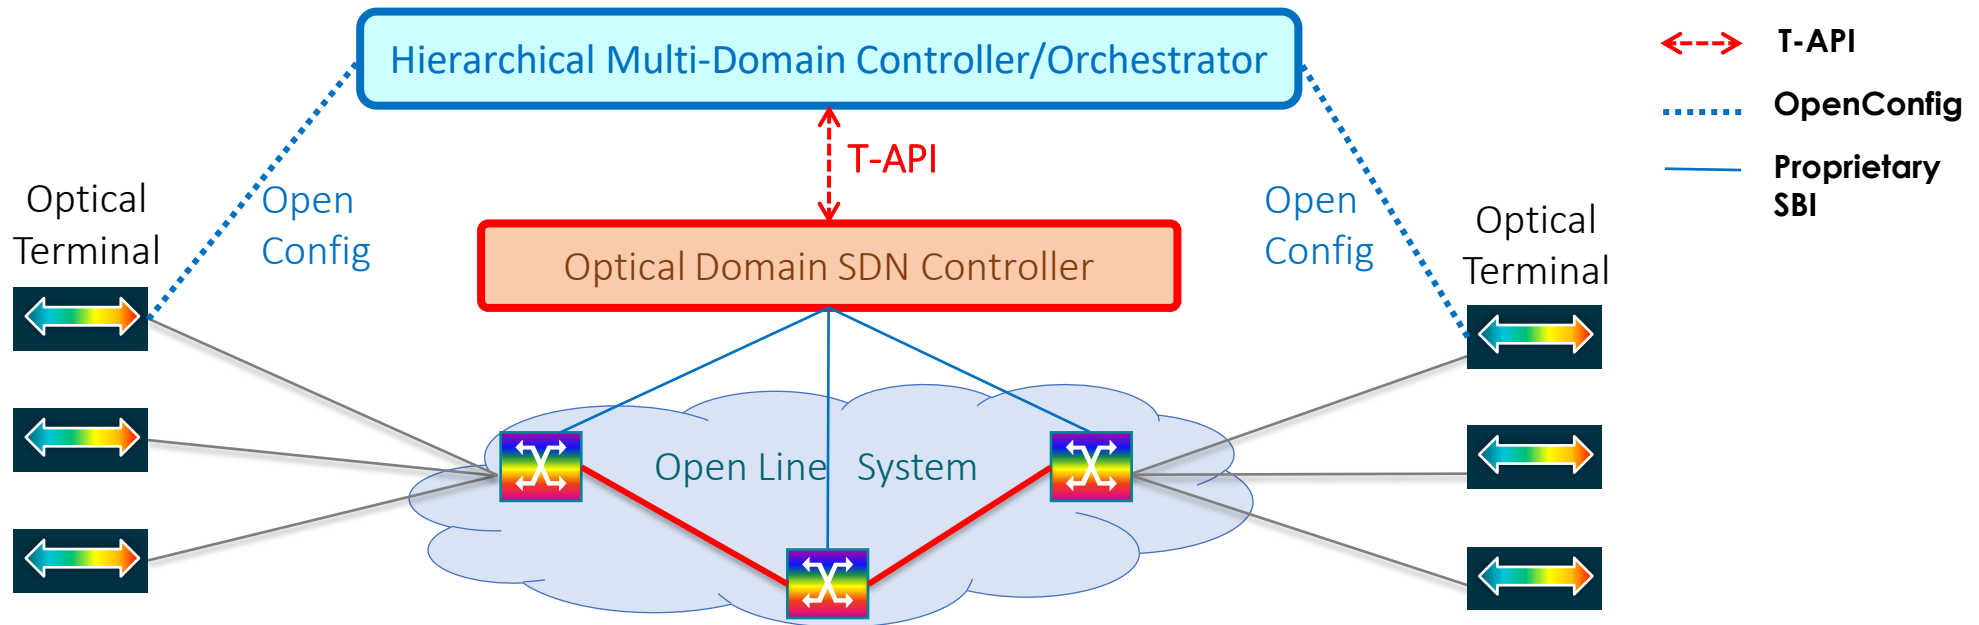 Hierarchical Multi-Domain Controller/Orchestrator
T-API
OpenConfig
Proprietary
SBI
T-API
Optical
Terminal
Open
Config
Open
Config
Optical
Terminal
Optical Domain SDN Controller
Open Line System